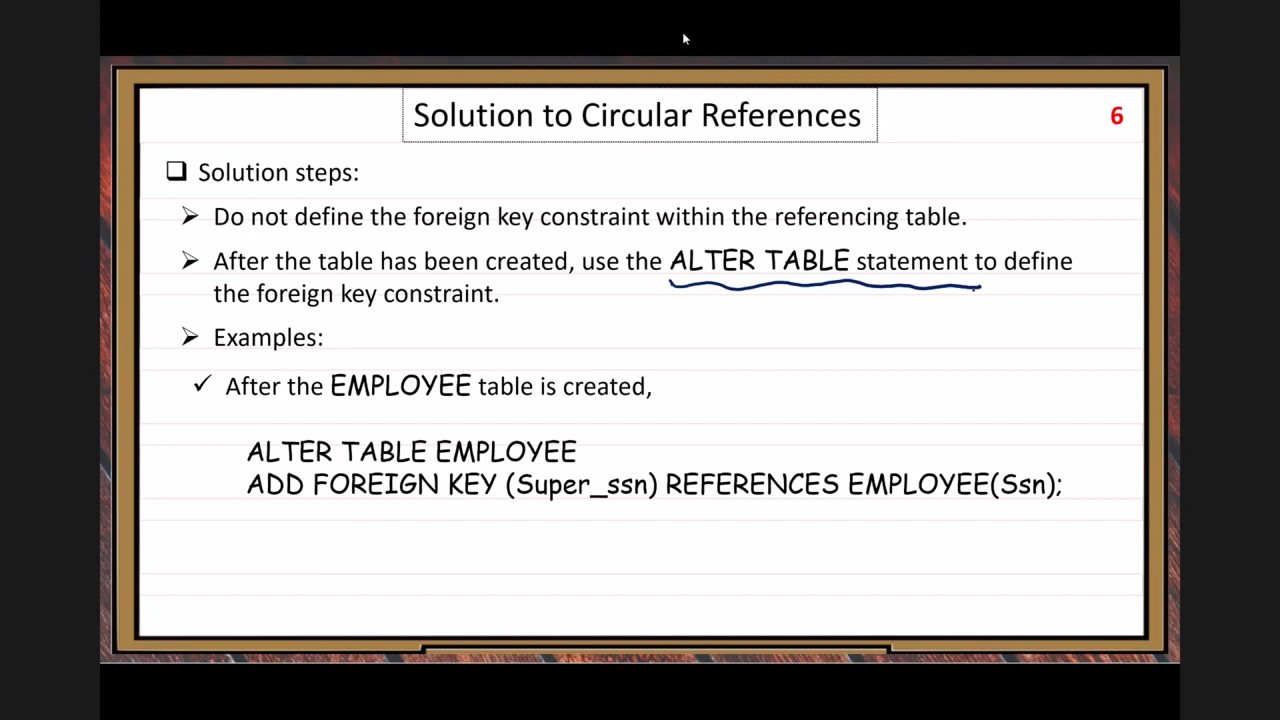 Solution to Circular References
6
❑ Solution steps:
➢ Do not define the foreign key constraint within the referencing table.
➢ After the table has been created, use the ALTER TABLE statement to define
the foreign key constraint.
➢ Examples:
✓ After the EMPLOYEE table is created,
ALTER TABLE EMPLOYEE
ADD FOREIGN KEY (Super_ssn) REFERENCES EMPLOYEE(Ssn);